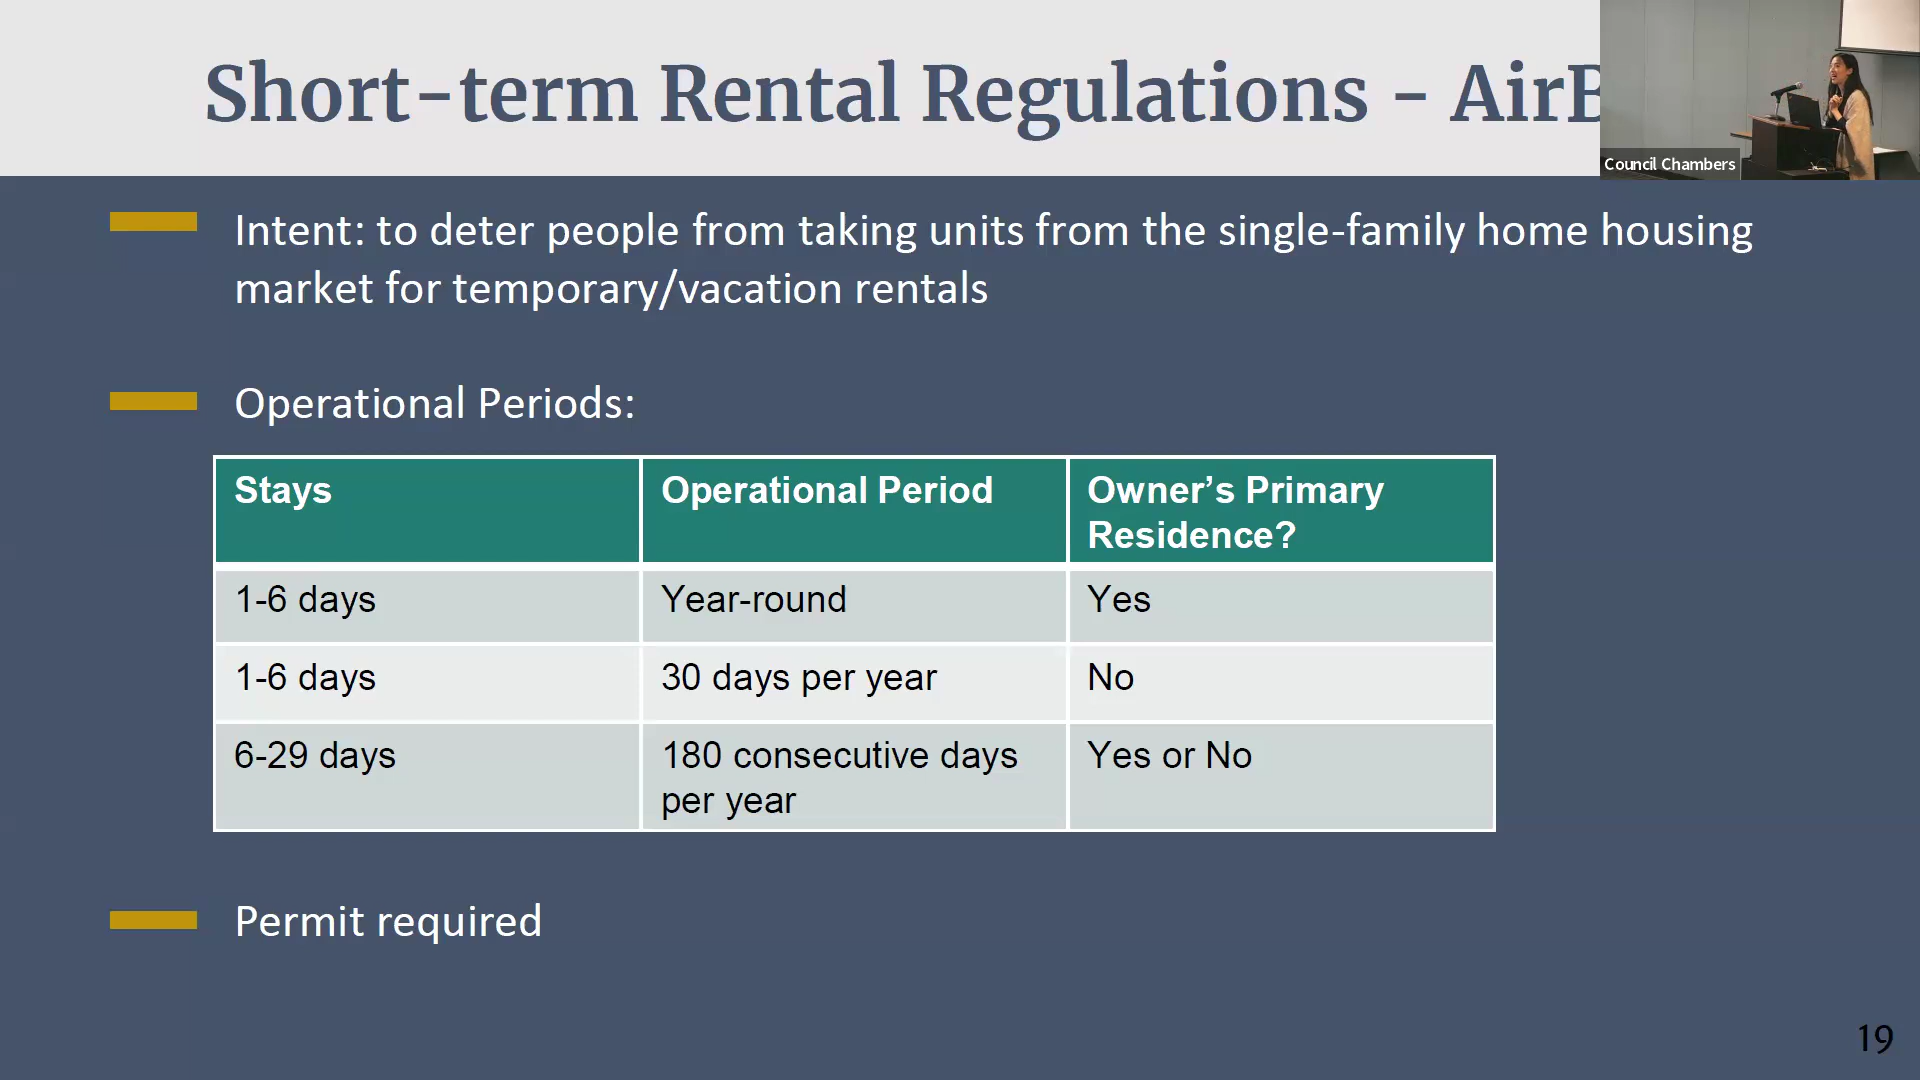 Short-term Rental Regulations - AirB
Council Chambers
Intent: to deter people from taking units from the single-family home housing
market for temporary/vacation rentals
Operational Periods:
Stays Operational Period Owner’s Primary
Residence?
1-6 days Year-round Yes
1-6 days 30 days per year No
6-29 days 180 consecutive days Yes or No
per year
Permit required
19